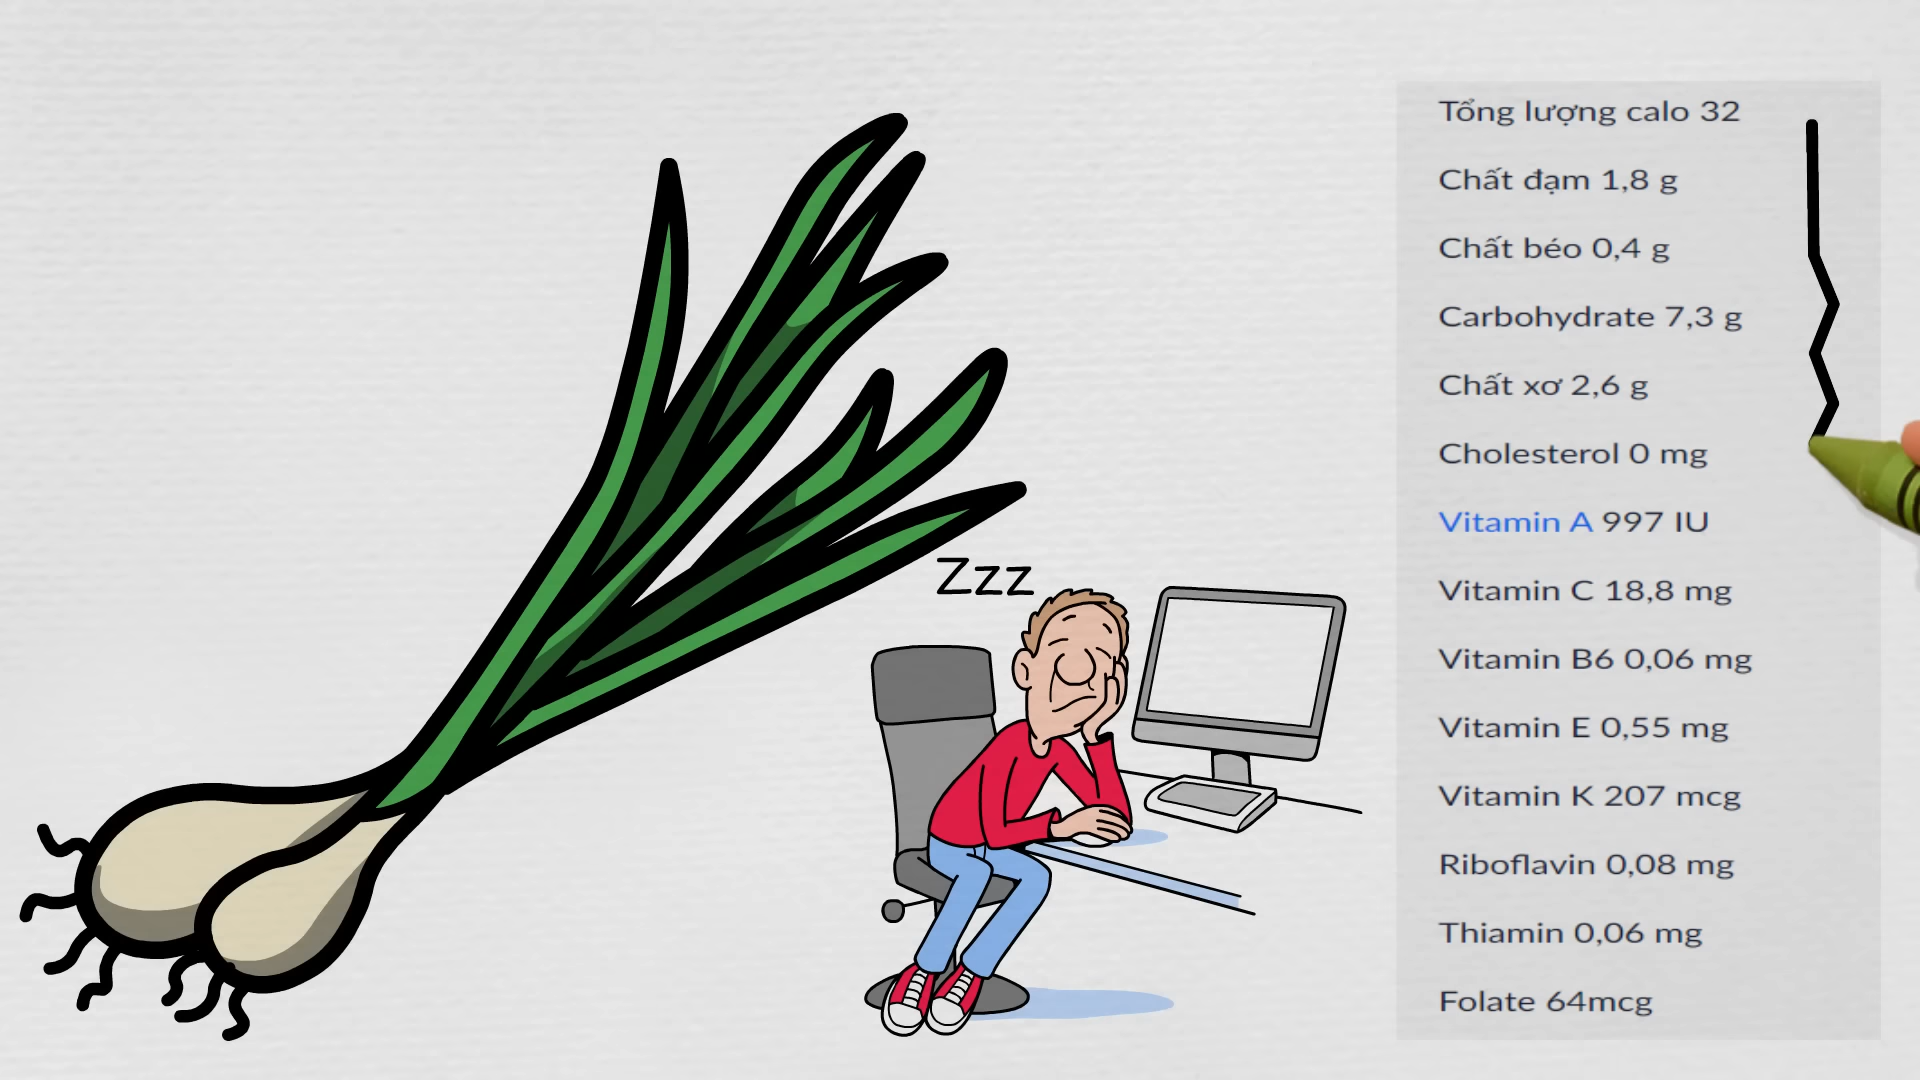 Tổng lượng calo 32
Chất đạm 1,8 g
Chất béo 0,4 g
Carbohydrate 7,3 g
Chất xơ 2,6 g
Cholesterol 0 mg
Vitamin A 997 IU
Vitamin C 18,8 mg
Vitamin B6 0,06 mg
Vitamin E 0,55 mg
Vitamin K 207 mcg
Riboflavin 0,08 mg
Thiamin 0,06 mg
Folate 64mcg
Zzz